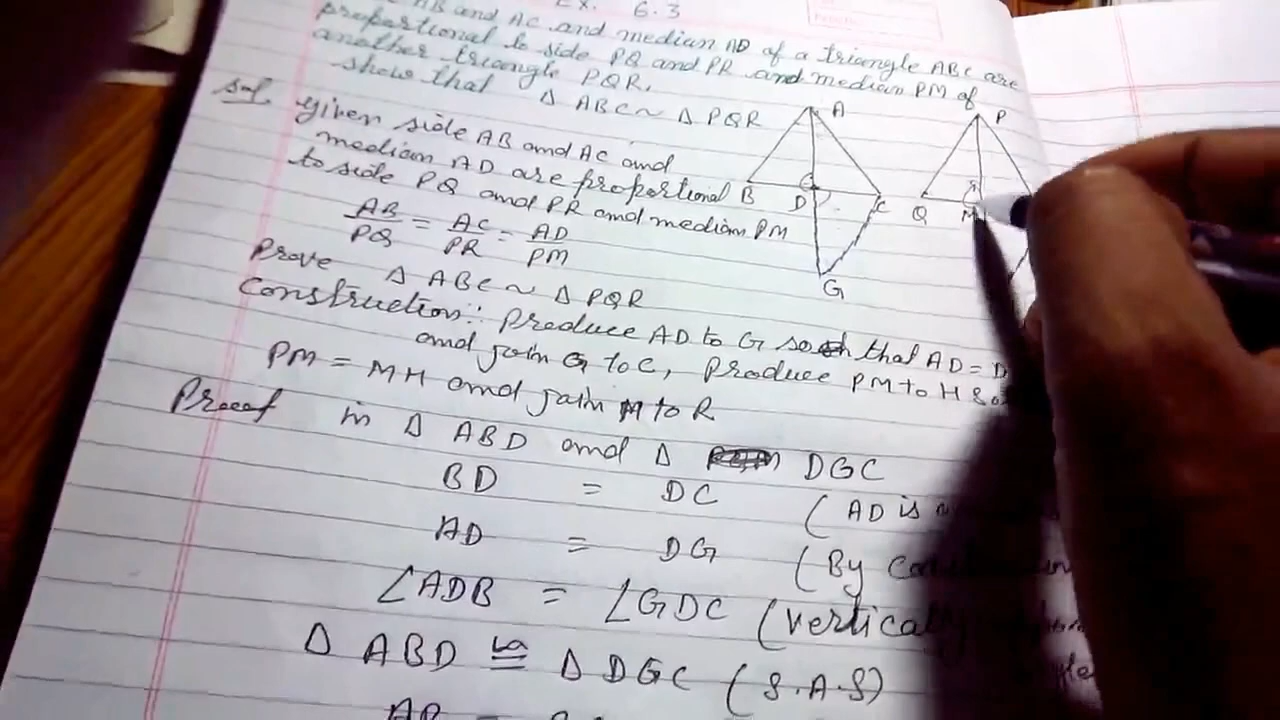 Ex. 6.3
AB and AC and median AD of a triangle ABC are
proportional to side PQ and PR and median PM of
another triangle PQR.
show that Δ ABC ~ Δ PQR
Sol. given side AB and AC and
median AD are proportional
to side PQ and PR and median PM
AB/PQ = AC/PR = AD/PM
Prove Δ ABC ~ Δ PQR
Construction: Produce AD to G such that AD =
and join G to C, Produce PM to H
PM = MH and join M to R
Proof in Δ ABD and Δ DGC
BD = DC (AD is
AD = DG (By
∠ADB = ∠GDC (vertically
Δ ABD ≅ Δ DGC (S.A.S)
A
B
D
C
G
P
Q
M